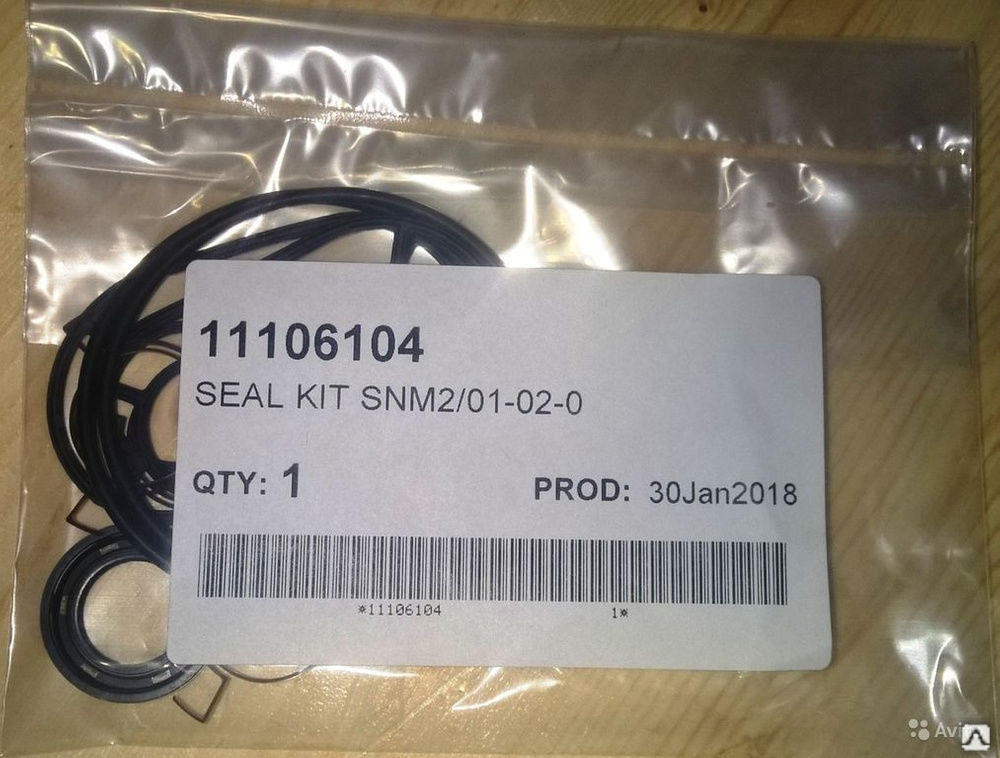 11106104
SEAL KIT SNM2/01-02-0
QTY: 1 PROD: 30Jan2018
*11106104 1*